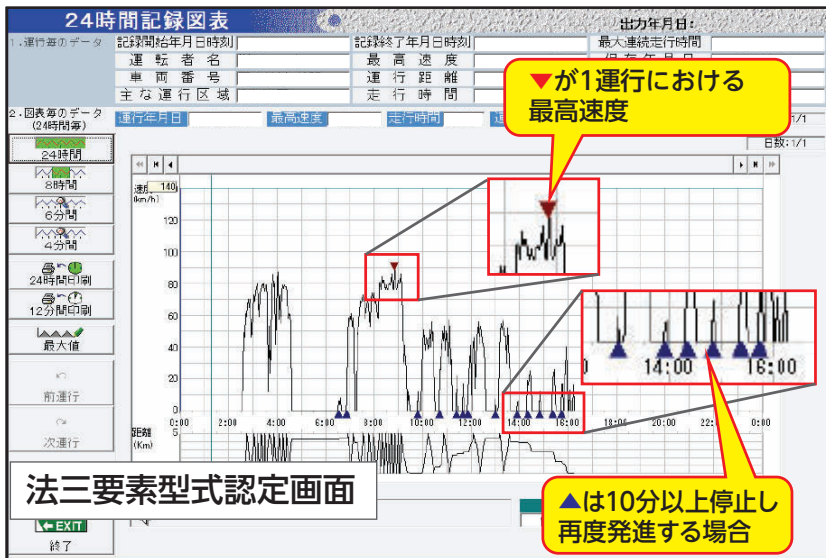 24時間記録図表
出力年月日:
1.運行毎のデータ
記録開始年月日時刻
記録終了年月日時刻
最大連続走行時間
運転者名
最高速度
車両番号
運行距離
主な運行区域
走行時間
▼が1運行における
最高速度
2.図表毎のデータ
(24時間毎)
運行年月日
最高速度
走行時間
1/1
日数:1/1
24時間
8時間
6分間
4分間
24時間印刷
12分間印刷
最大値
前運行
次運行
EXIT
終了
速度
(km/h)
140
120
100
80
60
40
20
0
0:00 2:00 4:00 6:00 8:00 10:00 12:00 14:00 16:00 18:00 20:00 22: 0:00
距離
(Km)
5
14:00 16:00
法三要素型式認定画面
▲は10分以上停止し
再度発進する場合